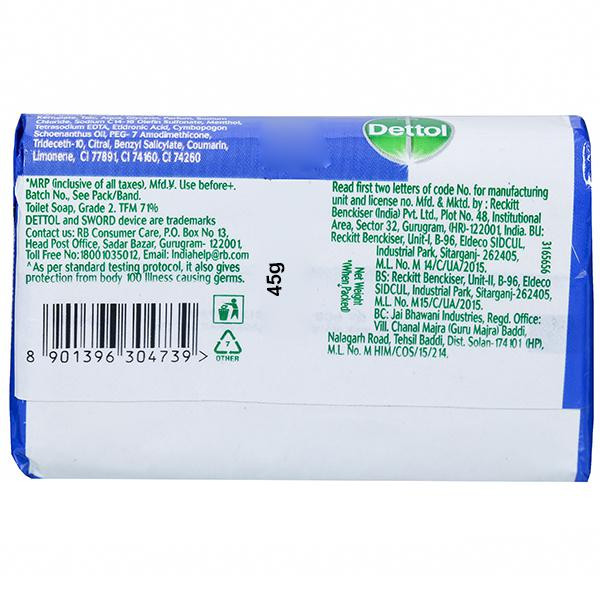 Kernelate, Talc, Aqua, Glycerin, Parfum, Sodium
Chloride, Sodium C14-16 Olefin Sulfonate, Menthol,
Tetrasodium EDTA, Etidronic Acid, Cymbopogon
Schoenanthus Oil, PEG- 7 Amodimethicone,
Trideceth-10, Citral, Benzyl Salicylate, Coumarin,
Limonene, CI 77891, CI 74160, CI 74260
Dettol
*MRP (inclusive of all taxes), Mfd.∀. Use before+.
Batch No., See Pack/Band.
Toilet Soap, Grade 2. TFM 71%
DETTOL and SWORD device are trademarks
Contact us: RB Consumer Care, P.O. Box No 13,
Head Post Office, Sadar Bazar, Gurugram- 122001,
Toll Free No:18001035012, Email: Indiahelp@rb.com
^As per standard testing protocol, it also gives
protection from body 100 illness causing germs.
8 901396 304739 >
7
OTHER
45g
Net Weight
*(When Packed)
Read first two letters of code No. for manufacturing
unit and license no. Mfd. & Mktd. by : Reckitt
Benckiser (India) Pvt. Ltd., Plot No. 48, Institutional
Area, Sector 32, Gurugram, (HR)-122001, India. BU:
Reckitt Benckiser, Unit-I, B-96, Eldeco SIDCUL,
Industrial Park, Sitarganj- 262405,
M.L. No. M 14/C/UA/2015.
BS: Reckitt Benckiser, Unit-II, B-96, Eldeco
SIDCUL, Industrial Park, Sitarganj-262405,
M.L. No. M15/C/UA/2015.
BC: Jai Bhawani Industries, Regd. Office:
Vill. Chanal Majra (Guru Majra) Baddi,
Nalagarh Road, Tehsil Baddi, Dist. Solan- 174101 (HP),
M.L. No. M HIM/COS/15/214.
3165656